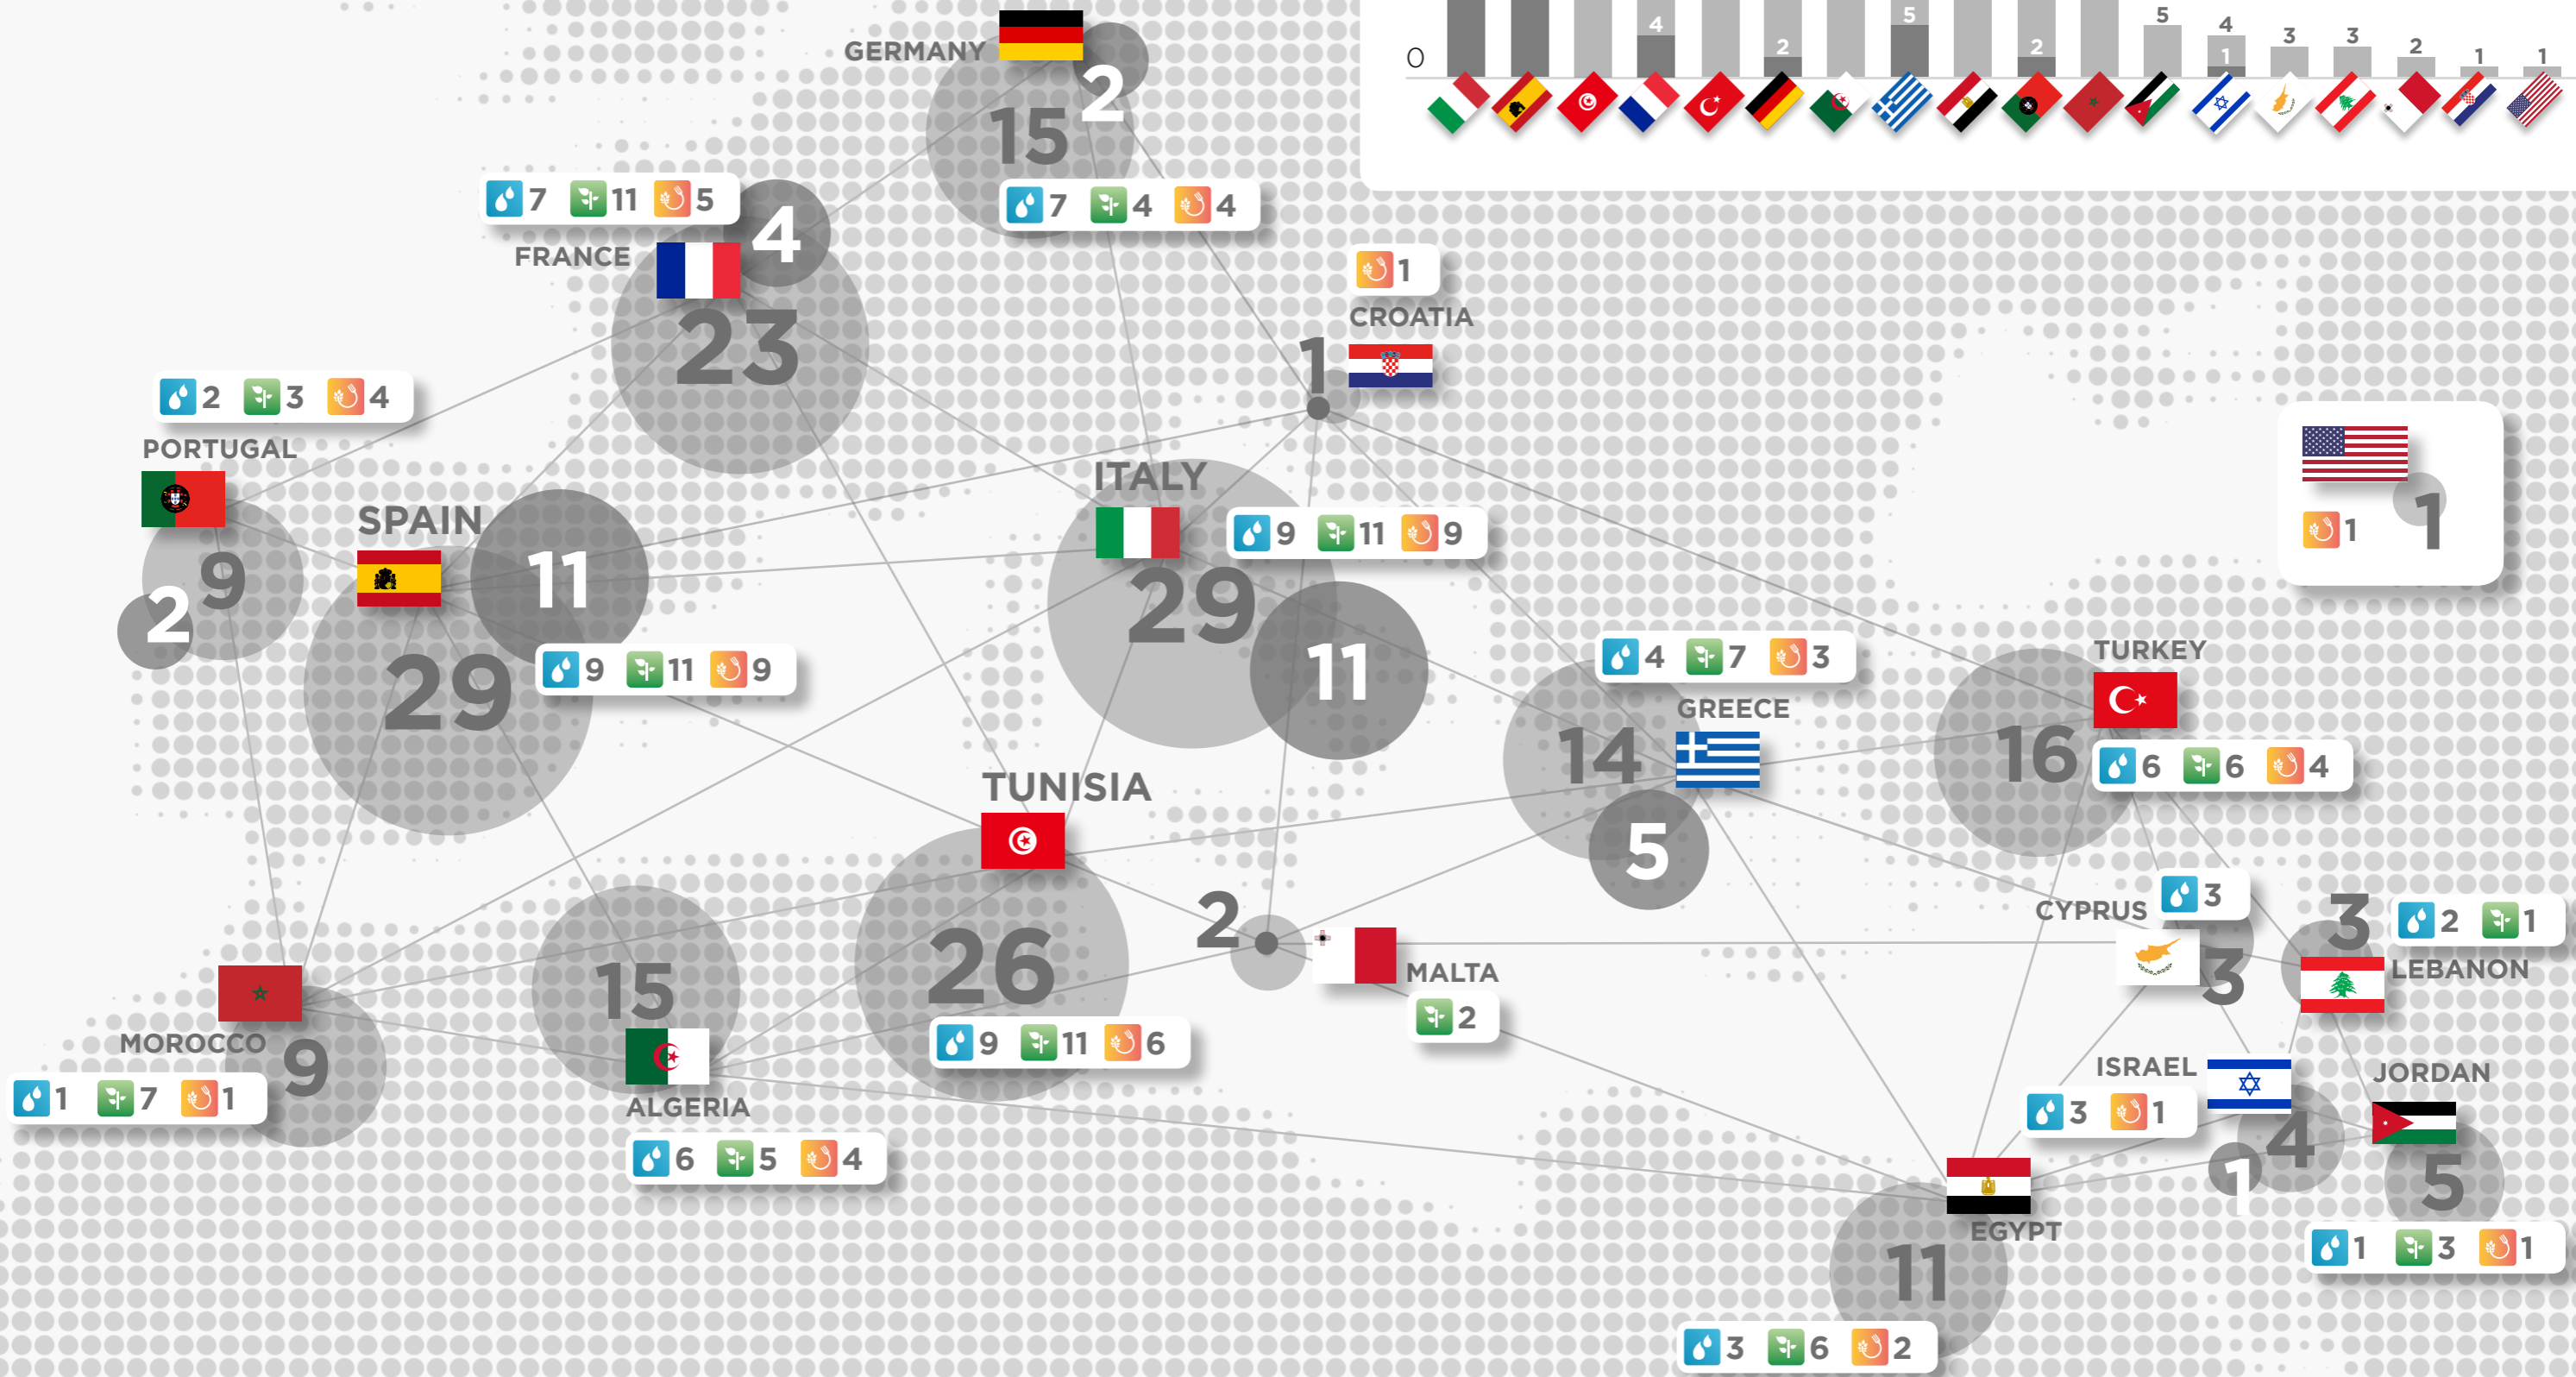 GERMANY
2
15
7 4 4
0
4
2
5
2
5
4
1
3
3
2
1
1
7 11 5
4
FRANCE
23
1
CROATIA
1
2 3 4
PORTUGAL
9
2
SPAIN
11
29
9 11 9
ITALY
9 11 9
29
11
1
1
4 7 3
GREECE
14
5
TURKEY
16
6 6 4
TUNISIA
26
9 11 6
2
MALTA
2
CYPRUS
3
3
3
2 1
LEBANON
MOROCCO
9
1 7 1
15
ALGERIA
6 5 4
ISRAEL
3 1
4
1
JORDAN
5
1 3 1
EGYPT
11
3 6 2